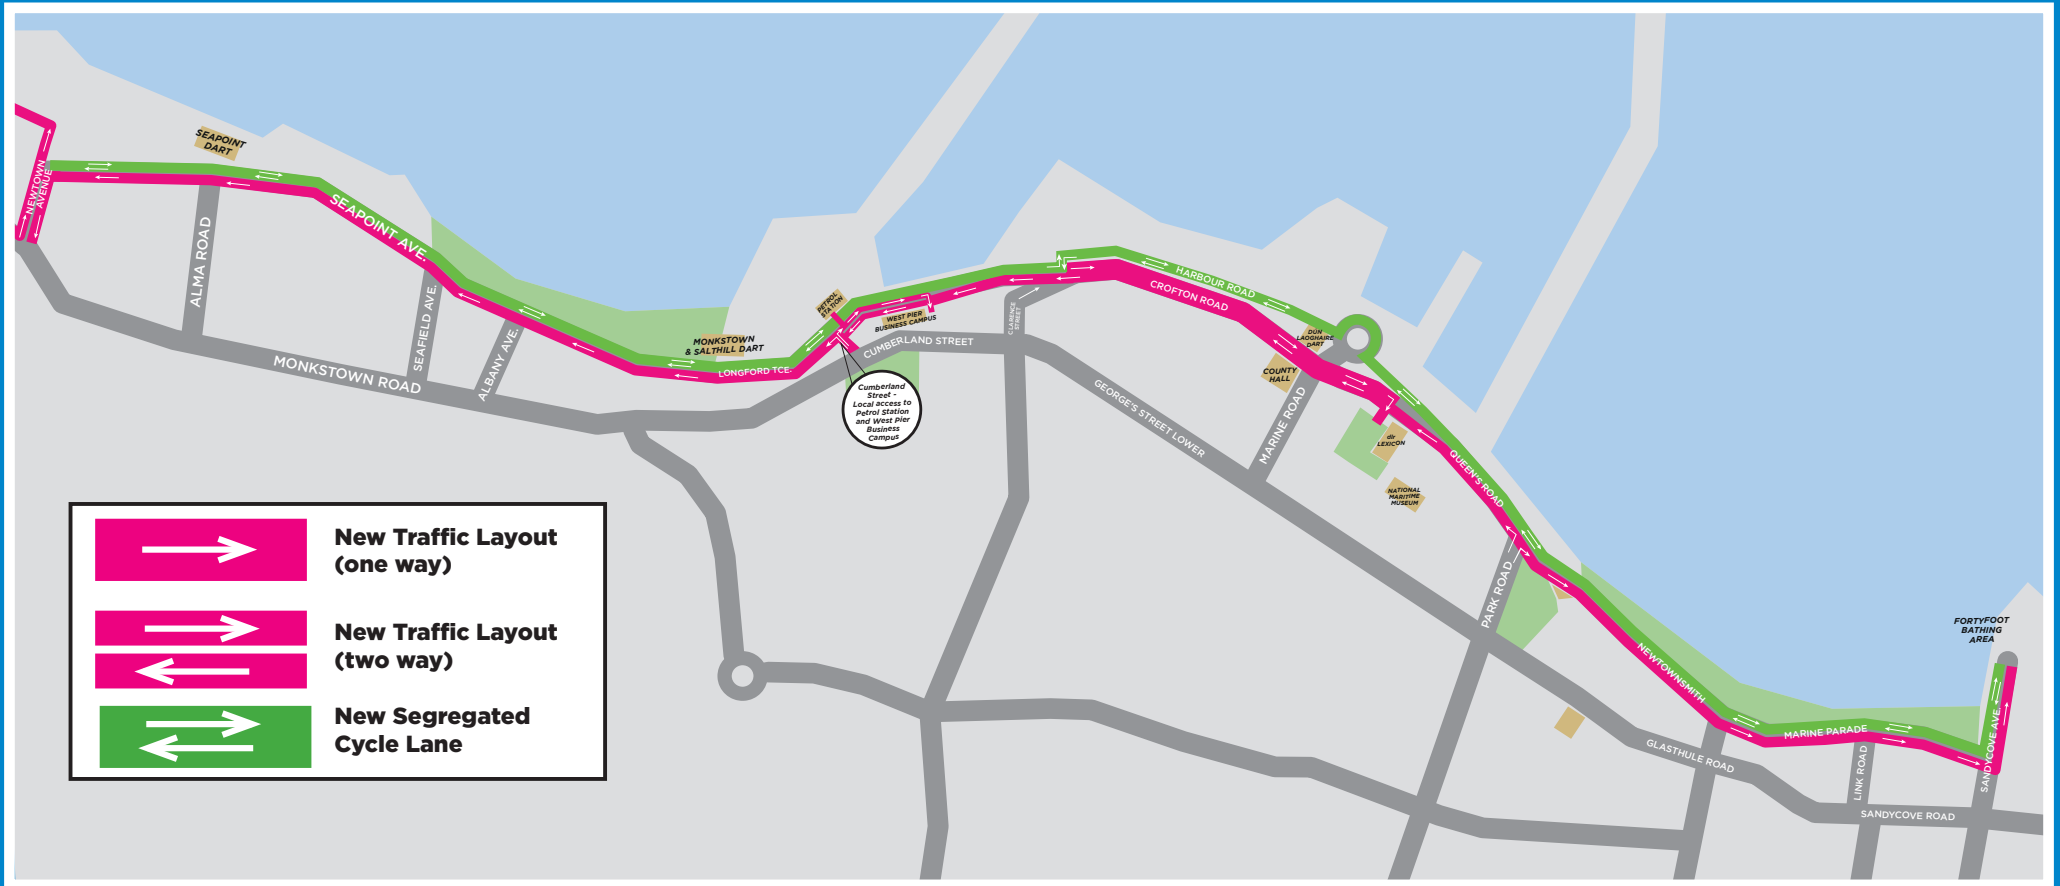 NEWTOWN
AVENUE
SEAPOINT
DART
ALMA ROAD
SEAPOINT AVE.
SEAFIELD AVE.
ALBANY AVE.
MONKSTOWN ROAD
MONKSTOWN
& SALTHILL DART
LONGFORD TCE.
PETROL
STATION
WEST PIER
BUSINESS CAMPUS
CUMBERLAND STREET
Cumberland
Street -
Local access to
Petrol Station
and West Pier
Business
Campus
CLARENCE
STREET
HARBOUR ROAD
CROFTON ROAD
DÚN
LAOGHAIRE
DART
COUNTY
HALL
GEORGE'S STREET LOWER
MARINE ROAD
dlr
LEXICON
NATIONAL
MARITIME
MUSEUM
QUEEN'S ROAD
PARK ROAD
NEWTOWNSMITH
GLASTHULE ROAD
MARINE PARADE
LINK ROAD
SANDYCOVE ROAD
SANDYCOVE AVE.
FORTYFOOT
BATHING
AREA
New Traffic Layout
(one way)
New Traffic Layout
(two way)
New Segregated
Cycle Lane